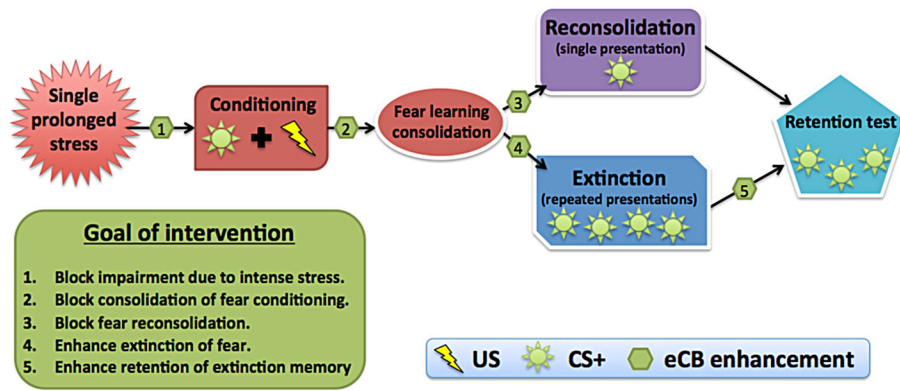 Single
prolonged
stress
1
Conditioning
2
Fear learning
consolidation
3
4
Reconsolidation
(single presentation)
Extinction
(repeated presentations)
5
Retention test
Goal of intervention
1. Block impairment due to intense stress.
2. Block consolidation of fear conditioning.
3. Block fear reconsolidation.
4 Enhance extinction of fear.
5 Enhance retention of extinction memory
US CS+ eCB enhancement